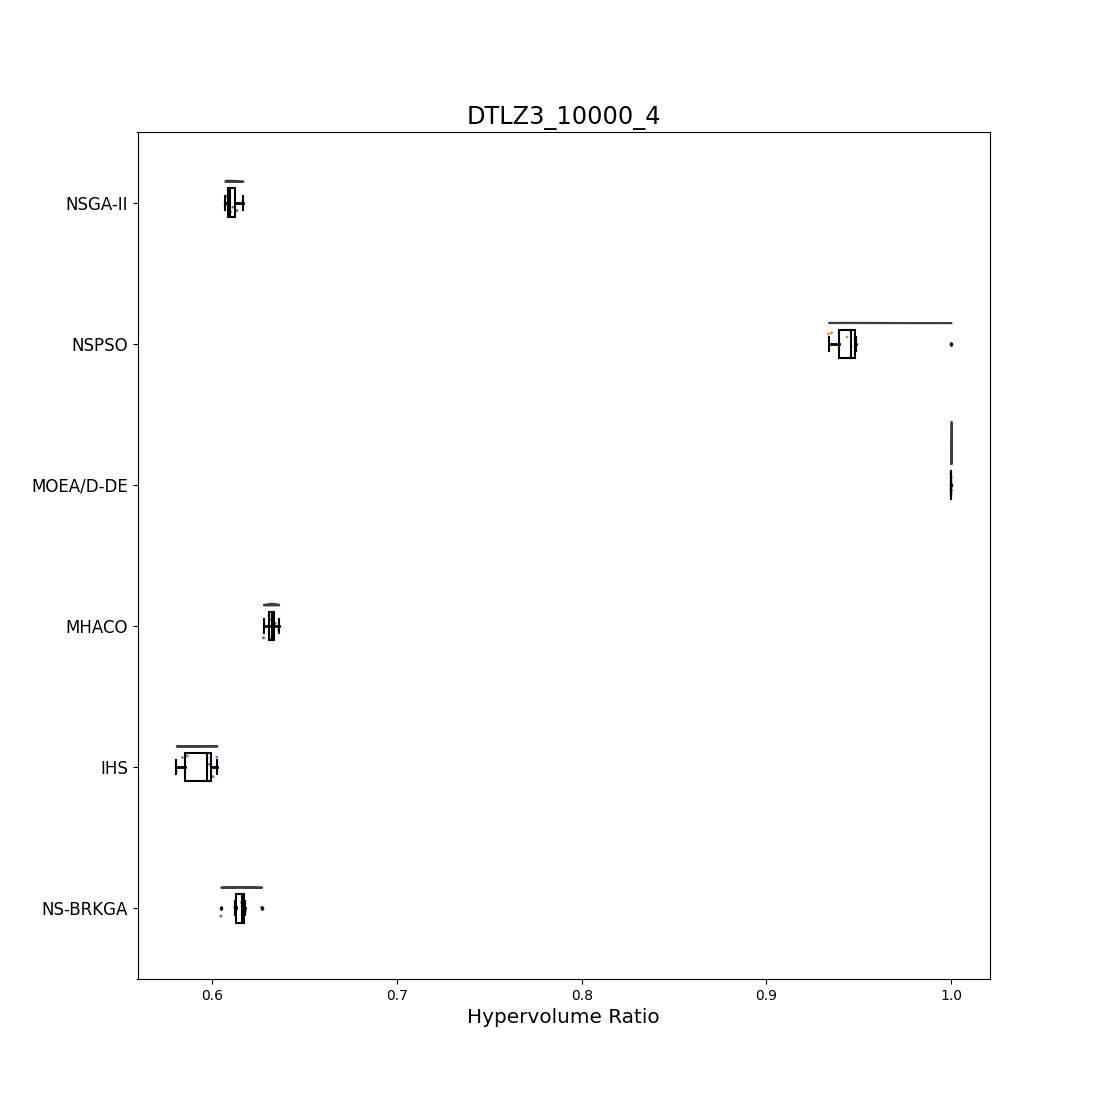 DTLZ3_10000_4
NSGA-II
NSPSO
MOEA/D-DE
MHACO
IHS
NS-BRKGA
0.6 0.7 0.8 0.9 1.0
Hypervolume Ratio